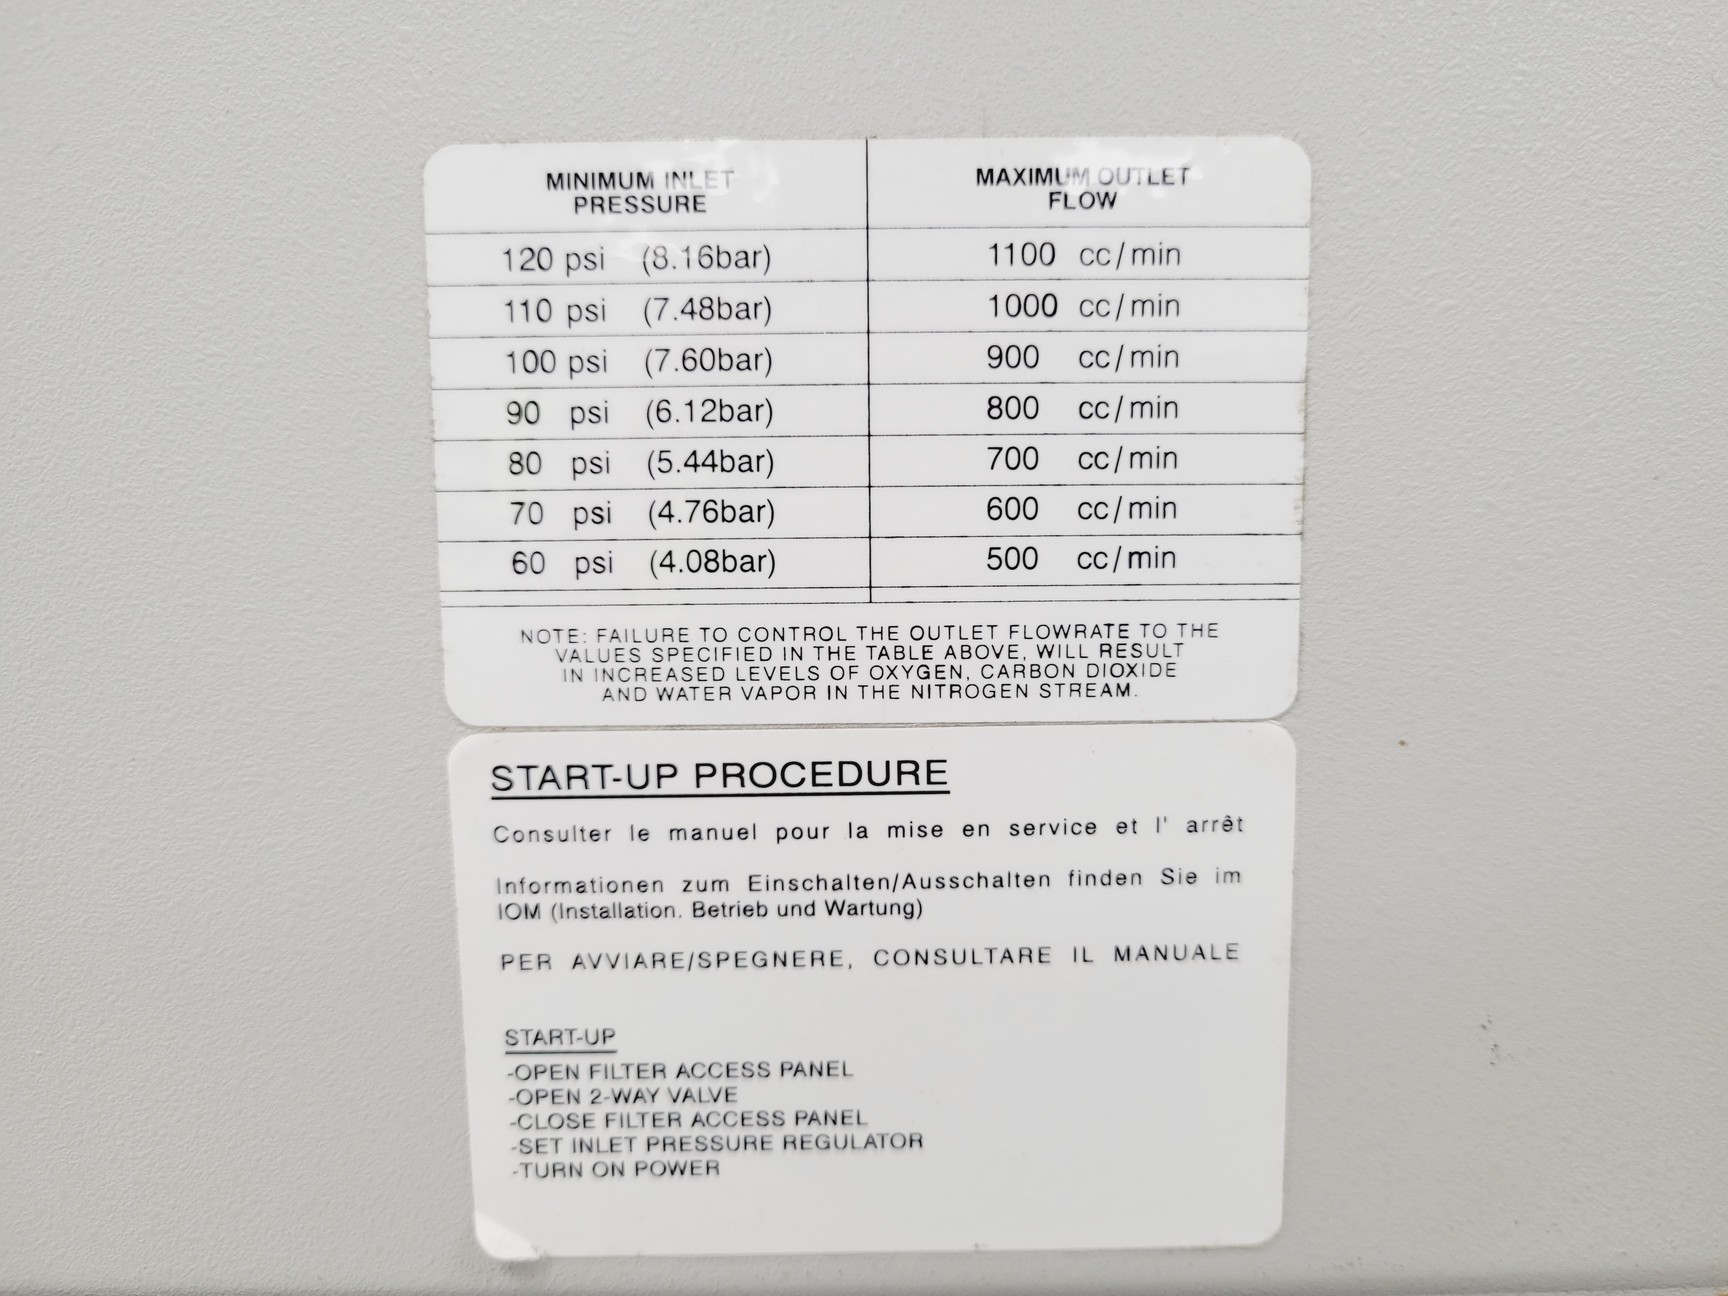 MINIMUM INLET
PRESSURE
MAXIMUM OUTLET
FLOW
120 psi (8.16bar) 1100 cc/min
110 psi (7.48bar) 1000 cc/min
100 psi (7.60bar) 900 cc/min
90 psi (6.12bar) 800 cc/min
80 psi (5.44bar) 700 cc/min
70 psi (4.76bar) 600 cc/min
60 psi (4.08bar) 500 cc/min
NOTE: FAILURE TO CONTROL THE OUTLET FLOWRATE TO THE
VALUES SPECIFIED IN THE TABLE ABOVE, WILL RESULT
IN INCREASED LEVELS OF OXYGEN, CARBON DIOXIDE
AND WATER VAPOR IN THE NITROGEN STREAM.
START-UP PROCEDURE
Consulter le manuel pour la mise en service et l' arrêt
Informationen zum Einschalten/Ausschalten finden Sie im
IOM (Installation. Betrieb und Wartung)
PER AVVIARE/SPEGNERE, CONSULTARE IL MANUALE
START-UP
-OPEN FILTER ACCESS PANEL
-OPEN 2-WAY VALVE
-CLOSE FILTER ACCESS PANEL
-SET INLET PRESSURE REGULATOR
-TURN ON POWER